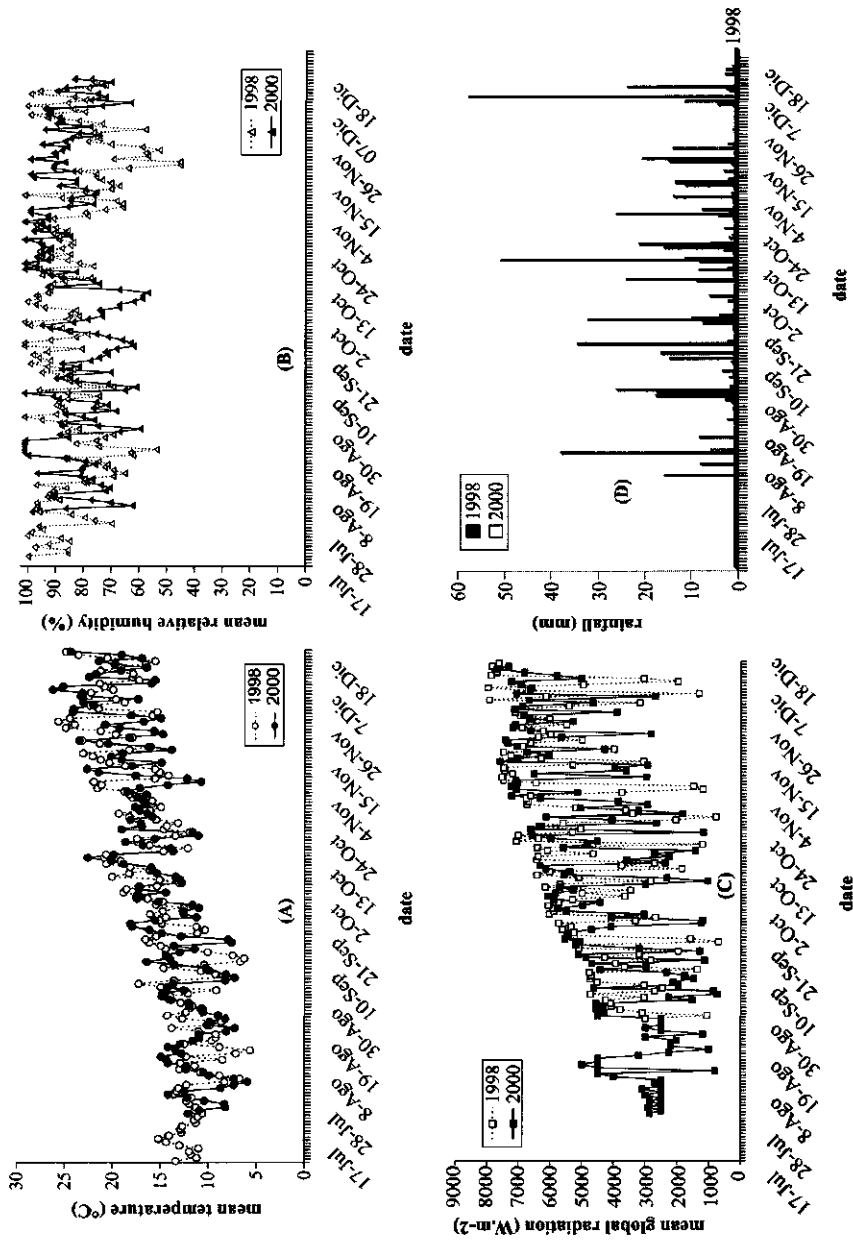 30
25
20
15
10
5
mean temperature (°C)
1998
2000
(A)
17-Jul
28-Jul
8-Ago
19-Ago
30-Ago
10-Sep
21-Sep
2-Oct
13-Oct
24-Oct
4-Nov
15-Nov
26-Nov
7-Dic
18-Dic
date
100
90
80
70
60
50
40
30
20
10
0
mean relative humidity (%)
1998
2000
(B)
17-Jul
28-Jul
8-Ago
19-Ago
30-Ago
10-Sep
21-Sep
2-Oct
13-Oct
24-Oct
4-Nov
15-Nov
26-Nov
07-Dic
18-Dic
date
9000
8000
7000
6000
5000
4000
3000
2000
1000
0
mean global radiation (W.m-2)
1998
2000
(C)
17-Jul
28-Jul
8-Ago
19-Ago
30-Ago
10-Sep
21-Sep
2-Oct
13-Oct
24-Oct
4-Nov
15-Nov
26-Nov
7-Dic
18-Dic
date
60
50
40
30
20
10
0
rainfall (mm)
1998
2000
(D)
1998
17-Jul
28-Jul
8-Ago
19-Ago
30-Ago
10-Sep
21-Sep
2-Oct
13-Oct
24-Oct
4-Nov
15-Nov
26-Nov
7-Dic
18-Dic
date